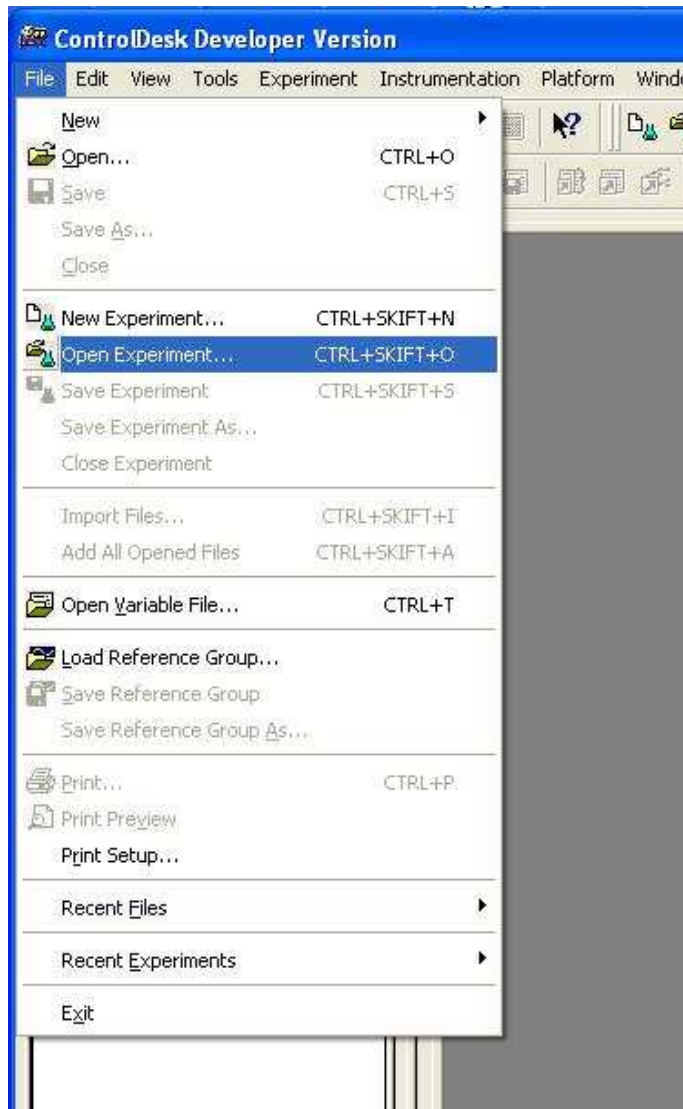 ControlDesk Developer Version
File Edit View Tools Experiment Instrumentation Platform
New
Open... CTRL+O
Save CTRL+S
Save As...
Close
New Experiment... CTRL+SKIFT+N
Open Experiment... CTRL+SKIFT+O
Save Experiment CTRL+SKIFT+S
Save Experiment As...
Close Experiment
Import Files... CTRL+SKIFT+I
Add All Opened Files CTRL+SKIFT+A
Open Variable File... CTRL+T
Load Reference Group...
Save Reference Group
Save Reference Group As...
Print... CTRL+P
Print Preview
Print Setup...
Recent Files
Recent Experiments
Exit